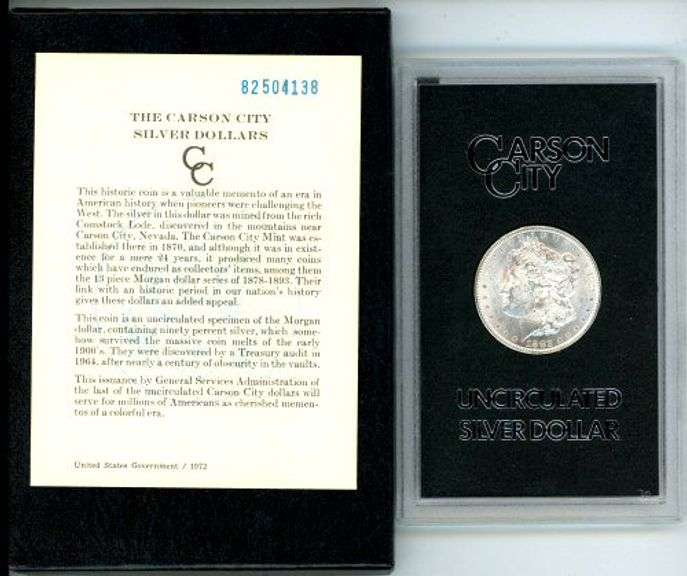 82504138
THE CARSON CITY
SILVER DOLLARS
CC
This historic coin is a valuable memento of an era in
American history when pioneers were challenging the
West. The silver in this dollar was mined from the rich
Comstock Lode, discovered in the mountains near
Carson City, Nevada. The Carson City Mint was es-
tablished there in 1870, and although it was in exist-
ence for a mere 24 years, it produced many coins
which have endured as collectors' items, among them
the 13 piece Morgan dollar series of 1878-1893. Their
link with an historic period in our nation's history
gives these dollars an added appeal.
This coin is an uncirculated specimen of the Morgan
dollar, containing ninety percent silver, which some-
how survived the massive coin melts of the early
1900's. They were discovered by a Treasury audit in
1964, after nearly a century of obscurity in the vaults.
This issuance by General Services Administration of
the last of the uncirculated Carson City dollars will
serve for millions of Americans as cherished memen-
tos of a colorful era.
United States Government / 1972
CARSON
CITY
UNCIRCULATED
SILVER DOLLAR